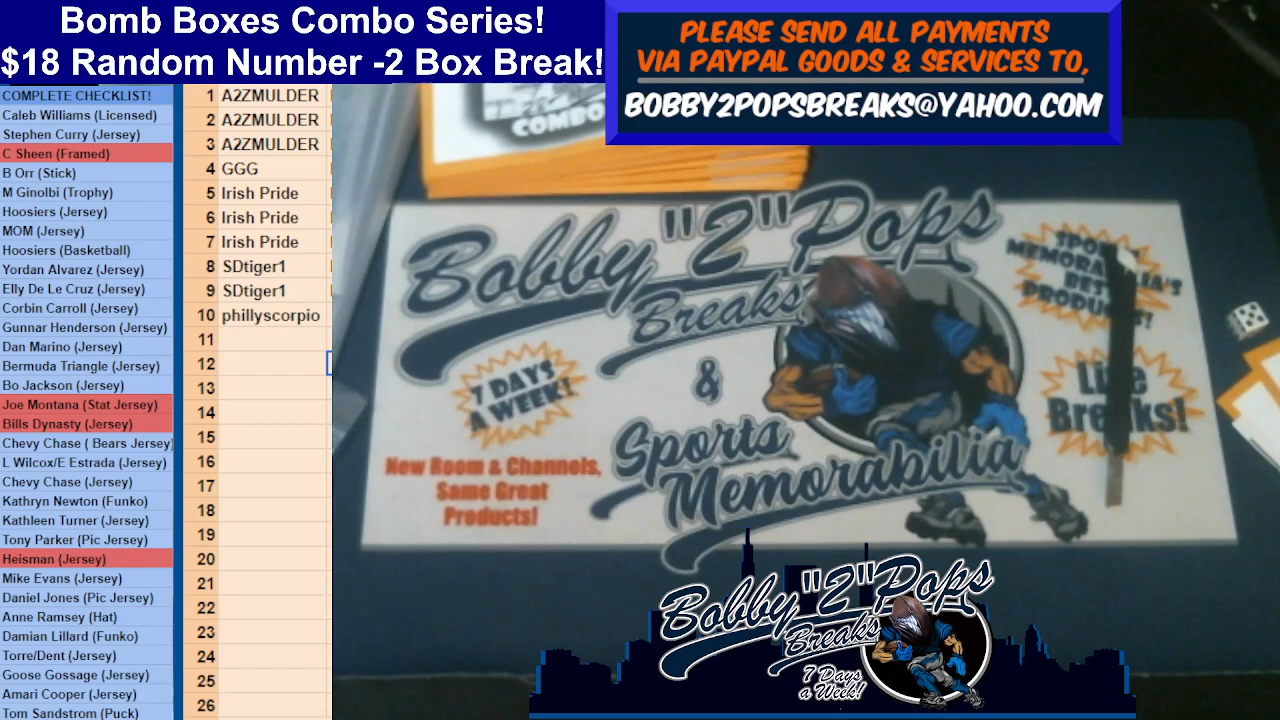 Bomb Boxes Combo Series!
$18 Random Number -2 Box Break!
PLEASE SEND ALL PAYMENTS
VIA PAYPAL GOODS & SERVICES TO,
BOBBY2POPSBREAKS@YAHOO.COM
COMPLETE CHECKLIST!
Caleb Williams (Licensed)
Stephen Curry (Jersey)
C Sheen (Framed)
B Orr (Stick)
M Ginolbi (Trophy)
Hoosiers (Jersey)
MOM (Jersey)
Hoosiers (Basketball)
Yordan Alvarez (Jersey)
Elly De Le Cruz (Jersey)
Corbin Carroll (Jersey)
Gunnar Henderson (Jersey)
Dan Marino (Jersey)
Bermuda Triangle (Jersey)
Bo Jackson (Jersey)
Joe Montana (Stat Jersey)
Bills Dynasty (Jersey)
Chevy Chase ( Bears Jersey)
L Wilcox/E Estrada (Jersey)
Chevy Chase (Jersey)
Kathryn Newton (Funko)
Kathleen Turner (Jersey)
Tony Parker (Pic Jersey)
Heisman (Jersey)
Mike Evans (Jersey)
Daniel Jones (Pic Jersey)
Anne Ramsey (Hat)
Damian Lillard (Funko)
Torre/Dent (Jersey)
Goose Gossage (Jersey)
Amari Cooper (Jersey)
Tom Sandstrom (Puck)
1 A2ZMULDER
2 A2ZMULDER
3 A2ZMULDER
4 GGG
5 Irish Pride
6 Irish Pride
7 Irish Pride
8 SDtiger1
9 SDtiger1
10 phillyscorpio
11
12
13
14
15
16
17
18
19
20
21
22
23
24
25
26
COMBO
Bobby "2" Pops
Breaks
&
Sports
Memorabilia
7 DAYS
A WEEK!
New Room & Channels,
Same Great
Products!
BEST
Live
Breaks!
Bobby "2" Pops
Breaks
7 Days
a Week!